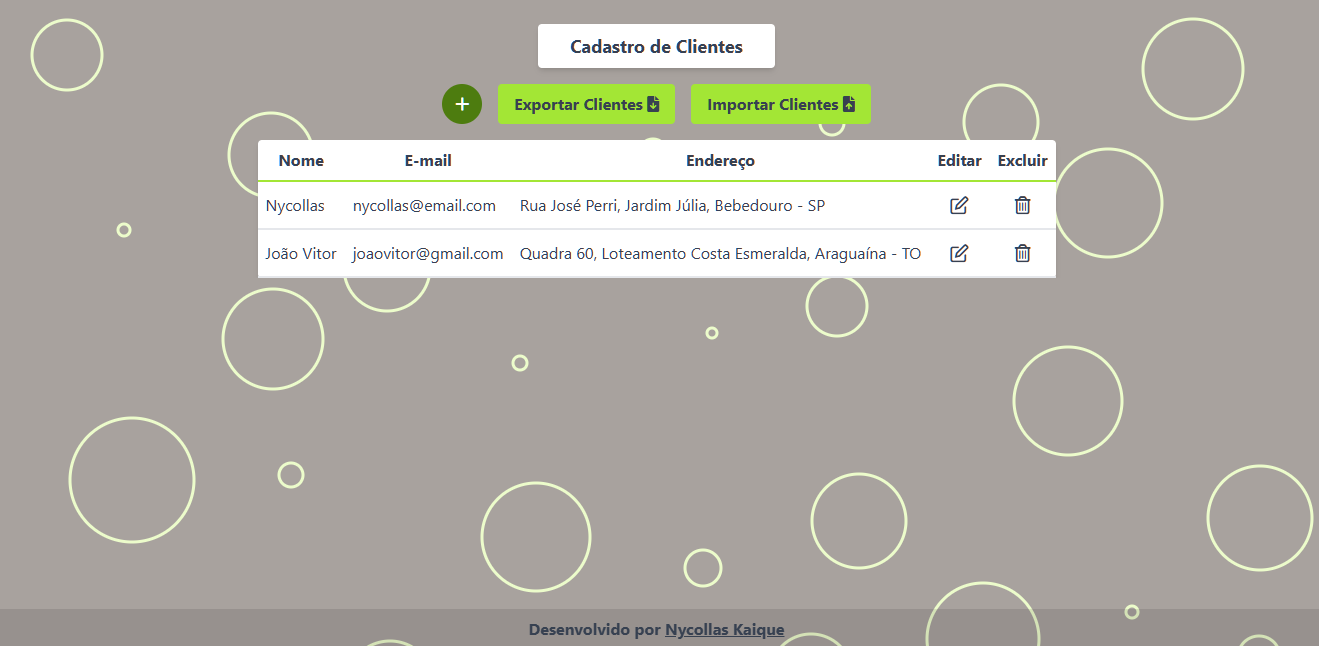 Cadastro de Clientes
+ Exportar Clientes Importar Clientes
Nome E-mail Endereço Editar Excluir
Nycollas nycollas@email.com Rua José Perri, Jardim Júlia, Bebedouro - SP
João Vitor joaovitor@gmail.com Quadra 60, Loteamento Costa Esmeralda, Araguaína - TO
Desenvolvido por Nycollas Kaique